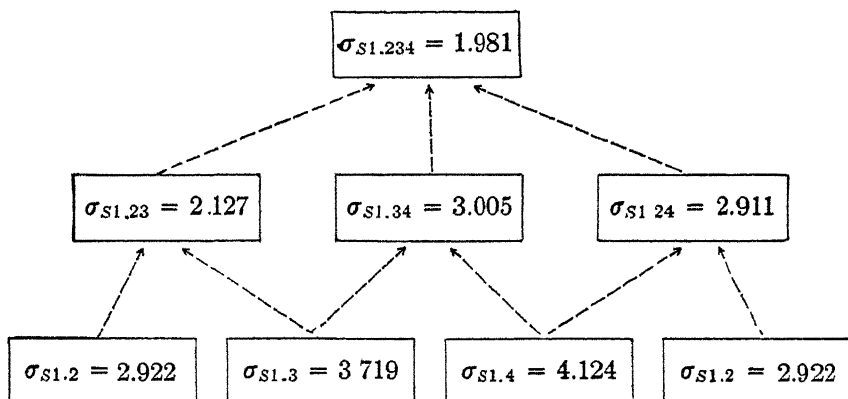 σS1.234 = 1.981
σS1.23 = 2.127
σS1.34 = 3.005
σS1 24 = 2.911
σS1.2 = 2.922
σS1.3 = 3 719
σS1.4 = 4.124
σS1.2 = 2.922